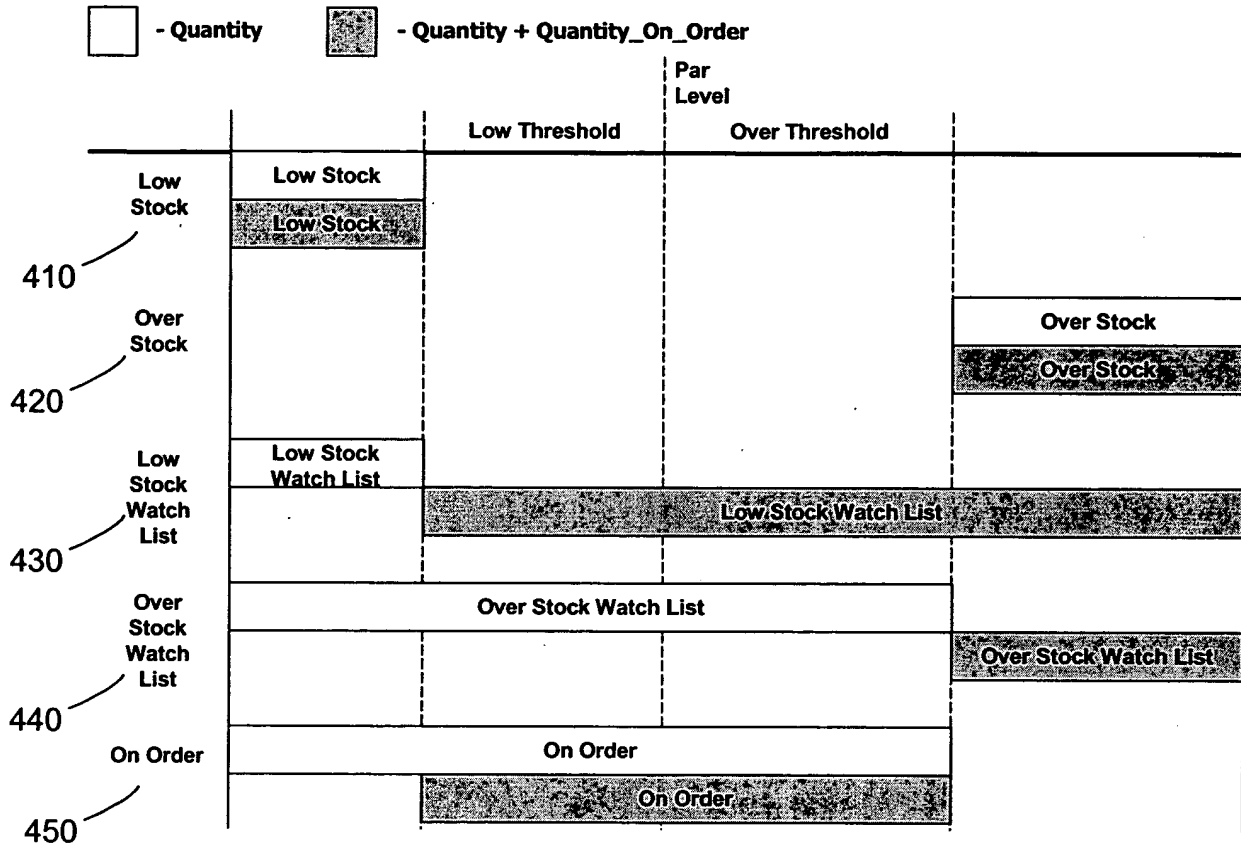 - Quantity
- Quantity + Quantity_On_Order
Par
Level
Low Threshold
Over Threshold
Low
Stock
Low Stock
Low Stock
410
Over
Stock
Over Stock
Over Stock
420
Low
Stock
Watch
List
Low Stock
Watch List
Low Stock Watch List
430
Over
Stock
Watch
List
Over Stock Watch List
Over Stock Watch List
440
On Order
On Order
On Order
450